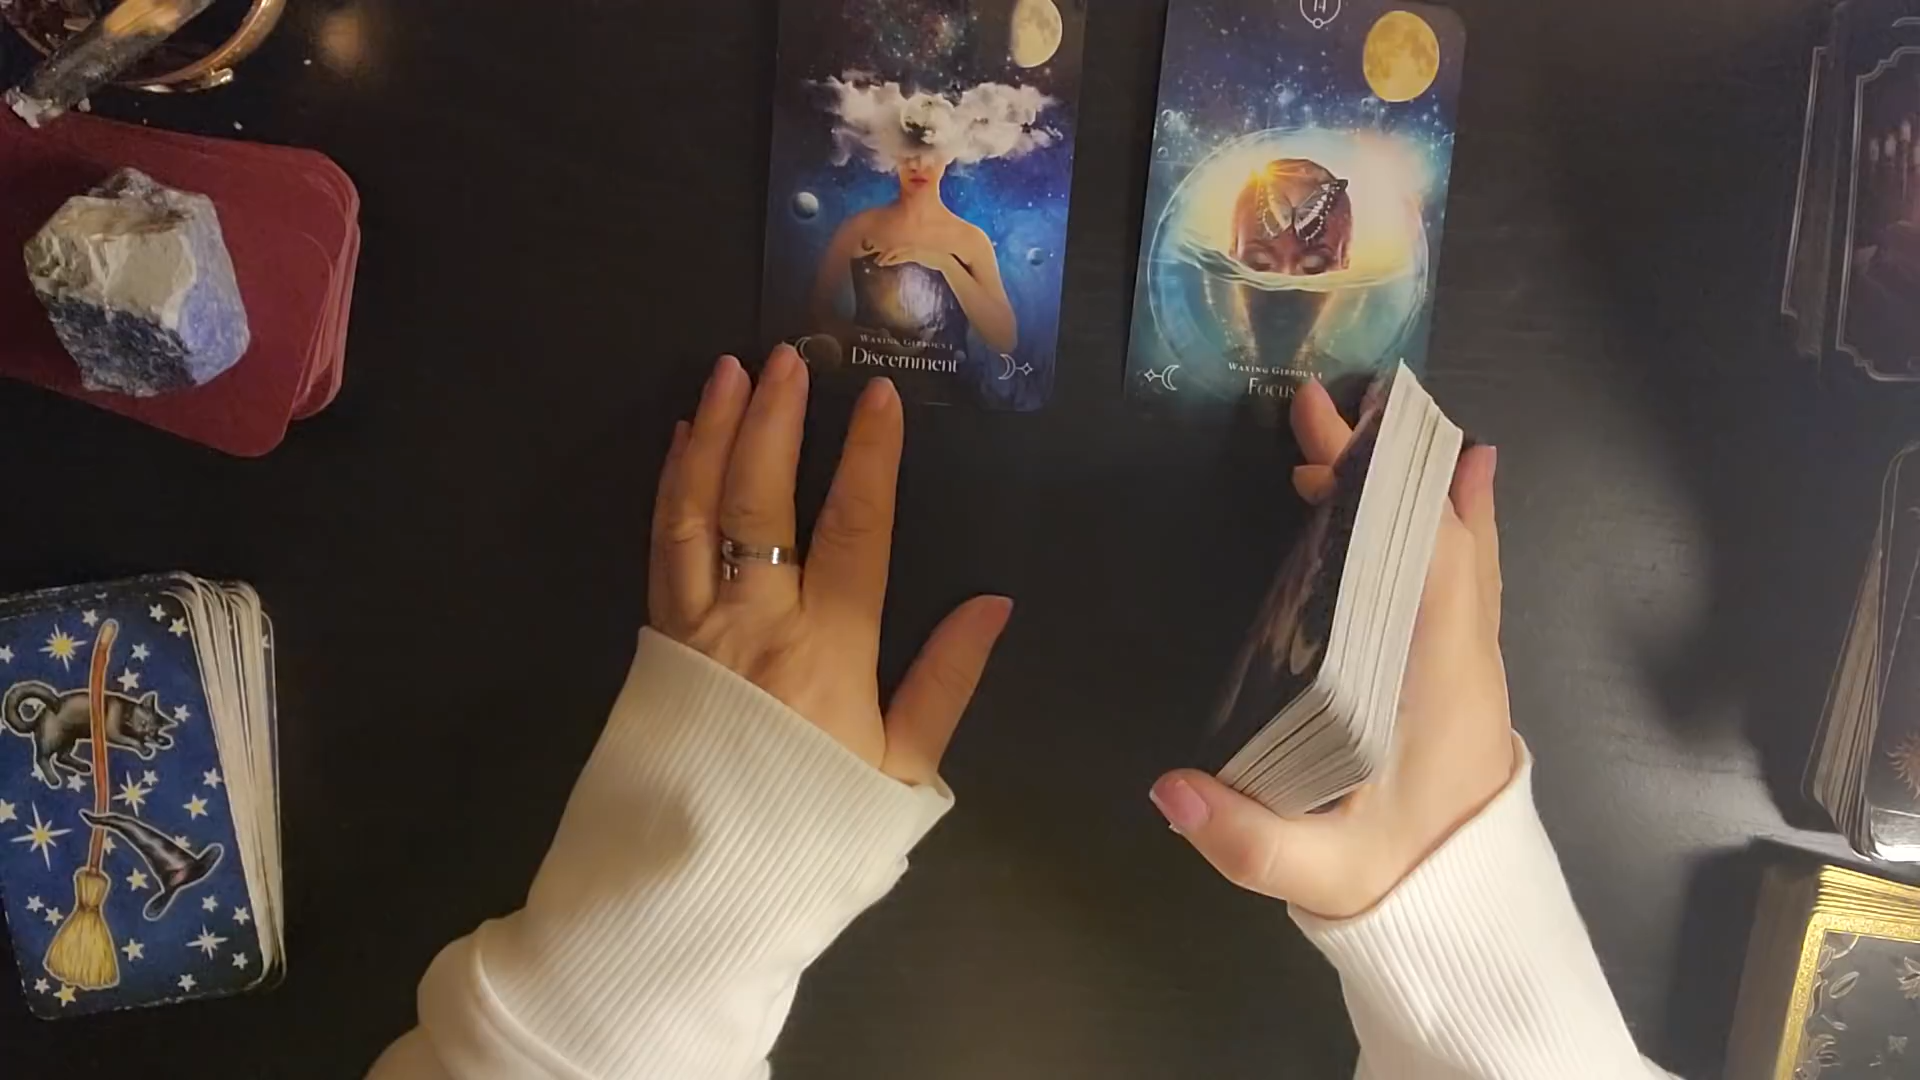 WAXING GIBBOUS 1
Discernment
14
WAXING GIBBOUS 4
Focus